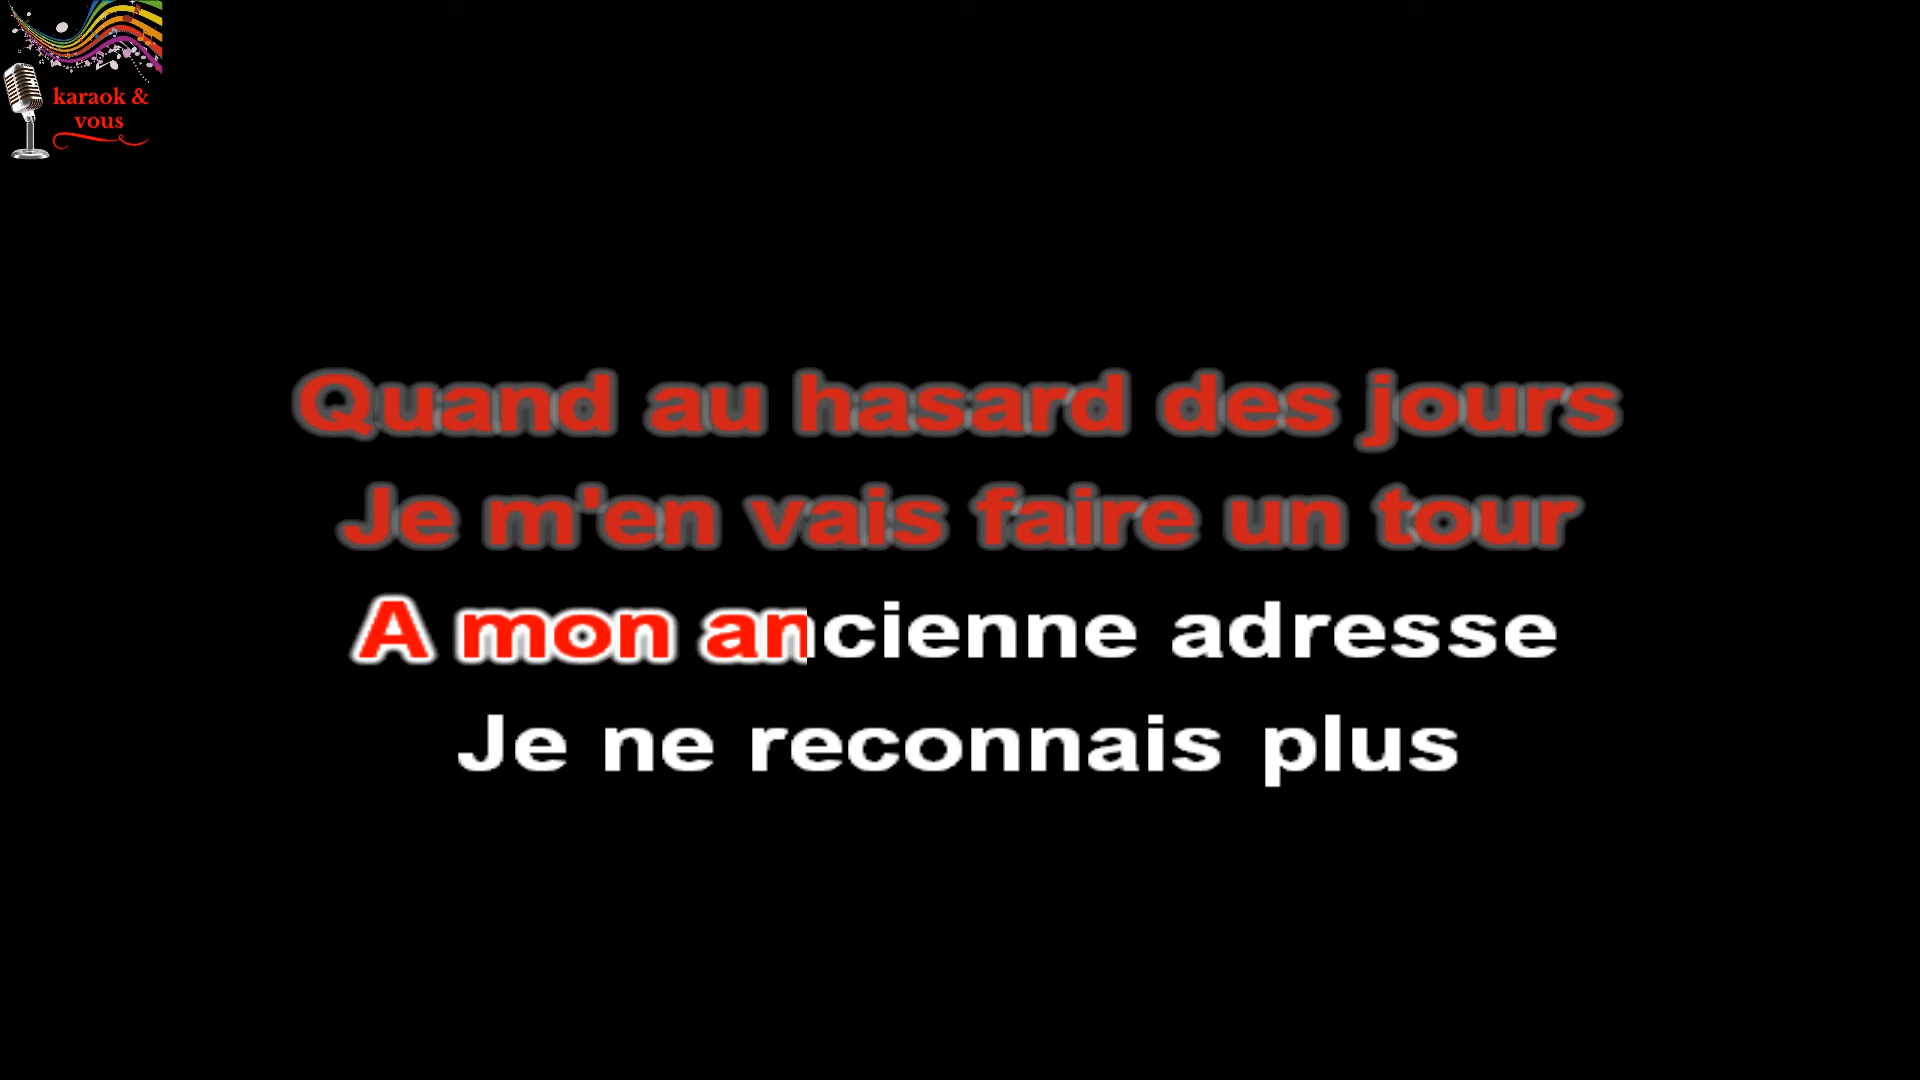 karaok &
vous
Quand au hasard des jours
Je m'en vais faire un tour
A mon ancienne adresse
Je ne reconnais plus